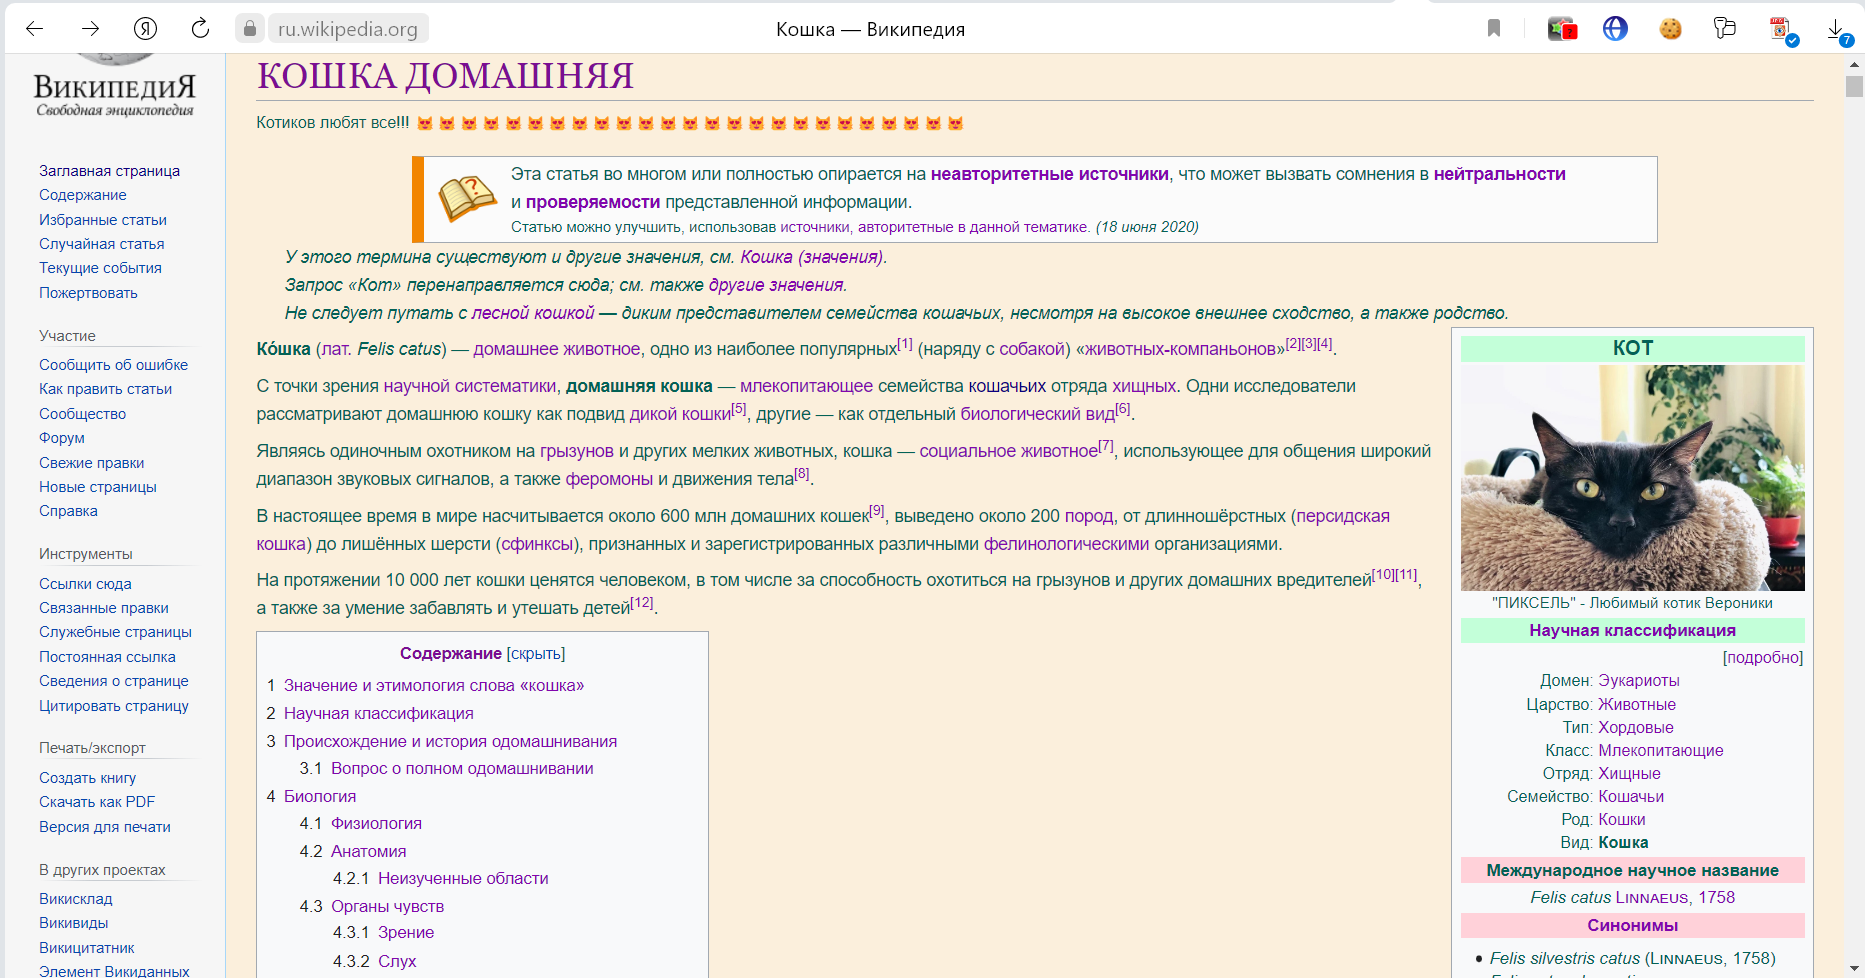 ru.wikipedia.org
Кошка — Википедия
7
ВИКИПЕДИЯ
Свободная энциклопедия
Заглавная страница
Содержание
Избранные статьи
Случайная статья
Текущие события
Пожертвовать
Участие
Сообщить об ошибке
Как править статьи
Сообщество
Форум
Свежие правки
Новые страницы
Справка
Инструменты
Ссылки сюда
Связанные правки
Служебные страницы
Постоянная ссылка
Сведения о странице
Цитировать страницу
Печать/экспорт
Создать книгу
Скачать как PDF
Версия для печати
В других проектах
Викисклад
Викивиды
Викицитатник
Элемент Викиданных
КОШКА ДОМАШНЯЯ
Котиков любят все!!!
Эта статья во многом или полностью опирается на неавторитетные источники, что может вызвать сомнения в нейтральности
и проверяемости представленной информации.
Статью можно улучшить, использовав источники, авторитетные в данной тематике. (18 июня 2020)
У этого термина существуют и другие значения, см. Кошка (значения).
Запрос «Кот» перенаправляется сюда; см. также другие значения.
Не следует путать с лесной кошкой — диким представителем семейства кошачьих, несмотря на высокое внешнее сходство, а также родство.
Ко́шка (лат. Felis catus) — домашнее животное, одно из наиболее популярных[1] (наряду с собакой) «животных-компаньонов»[2][3][4].
С точки зрения научной систематики, домашняя кошка — млекопитающее семейства кошачьих отряда хищных. Одни исследователи
рассматривают домашнюю кошку как подвид дикой кошки[5], другие — как отдельный биологический вид[6].
Являясь одиночным охотником на грызунов и других мелких животных, кошка — социальное животное[7], использующее для общения широкий
диапазон звуковых сигналов, а также феромоны и движения тела[8].
В настоящее время в мире насчитывается около 600 млн домашних кошек[9], выведено около 200 пород, от длинношёрстных (персидская
кошка) до лишённых шерсти (сфинксы), признанных и зарегистрированных различными фелинологическими организациями.
На протяжении 10 000 лет кошки ценятся человеком, в том числе за способность охотиться на грызунов и других домашних вредителей[10][11],
а также за умение забавлять и утешать детей[12].
Содержание [скрыть]
1 Значение и этимология слова «кошка»
2 Научная классификация
3 Происхождение и история одомашнивания
3.1 Вопрос о полном одомашнивании
4 Биология
4.1 Физиология
4.2 Анатомия
4.2.1 Неизученные области
4.3 Органы чувств
4.3.1 Зрение
4.3.2 Слух
КОТ
"ПИКСЕЛЬ" - Любимый котик Вероники
Научная классификация
[подробно]
Домен: Эукариоты
Царство: Животные
Тип: Хордовые
Класс: Млекопитающие
Отряд: Хищные
Семейство: Кошачьи
Род: Кошки
Вид: Кошка
Международное научное название
Felis catus LINNAEUS, 1758
Синонимы
• Felis silvestris catus (LINNAEUS, 1758)